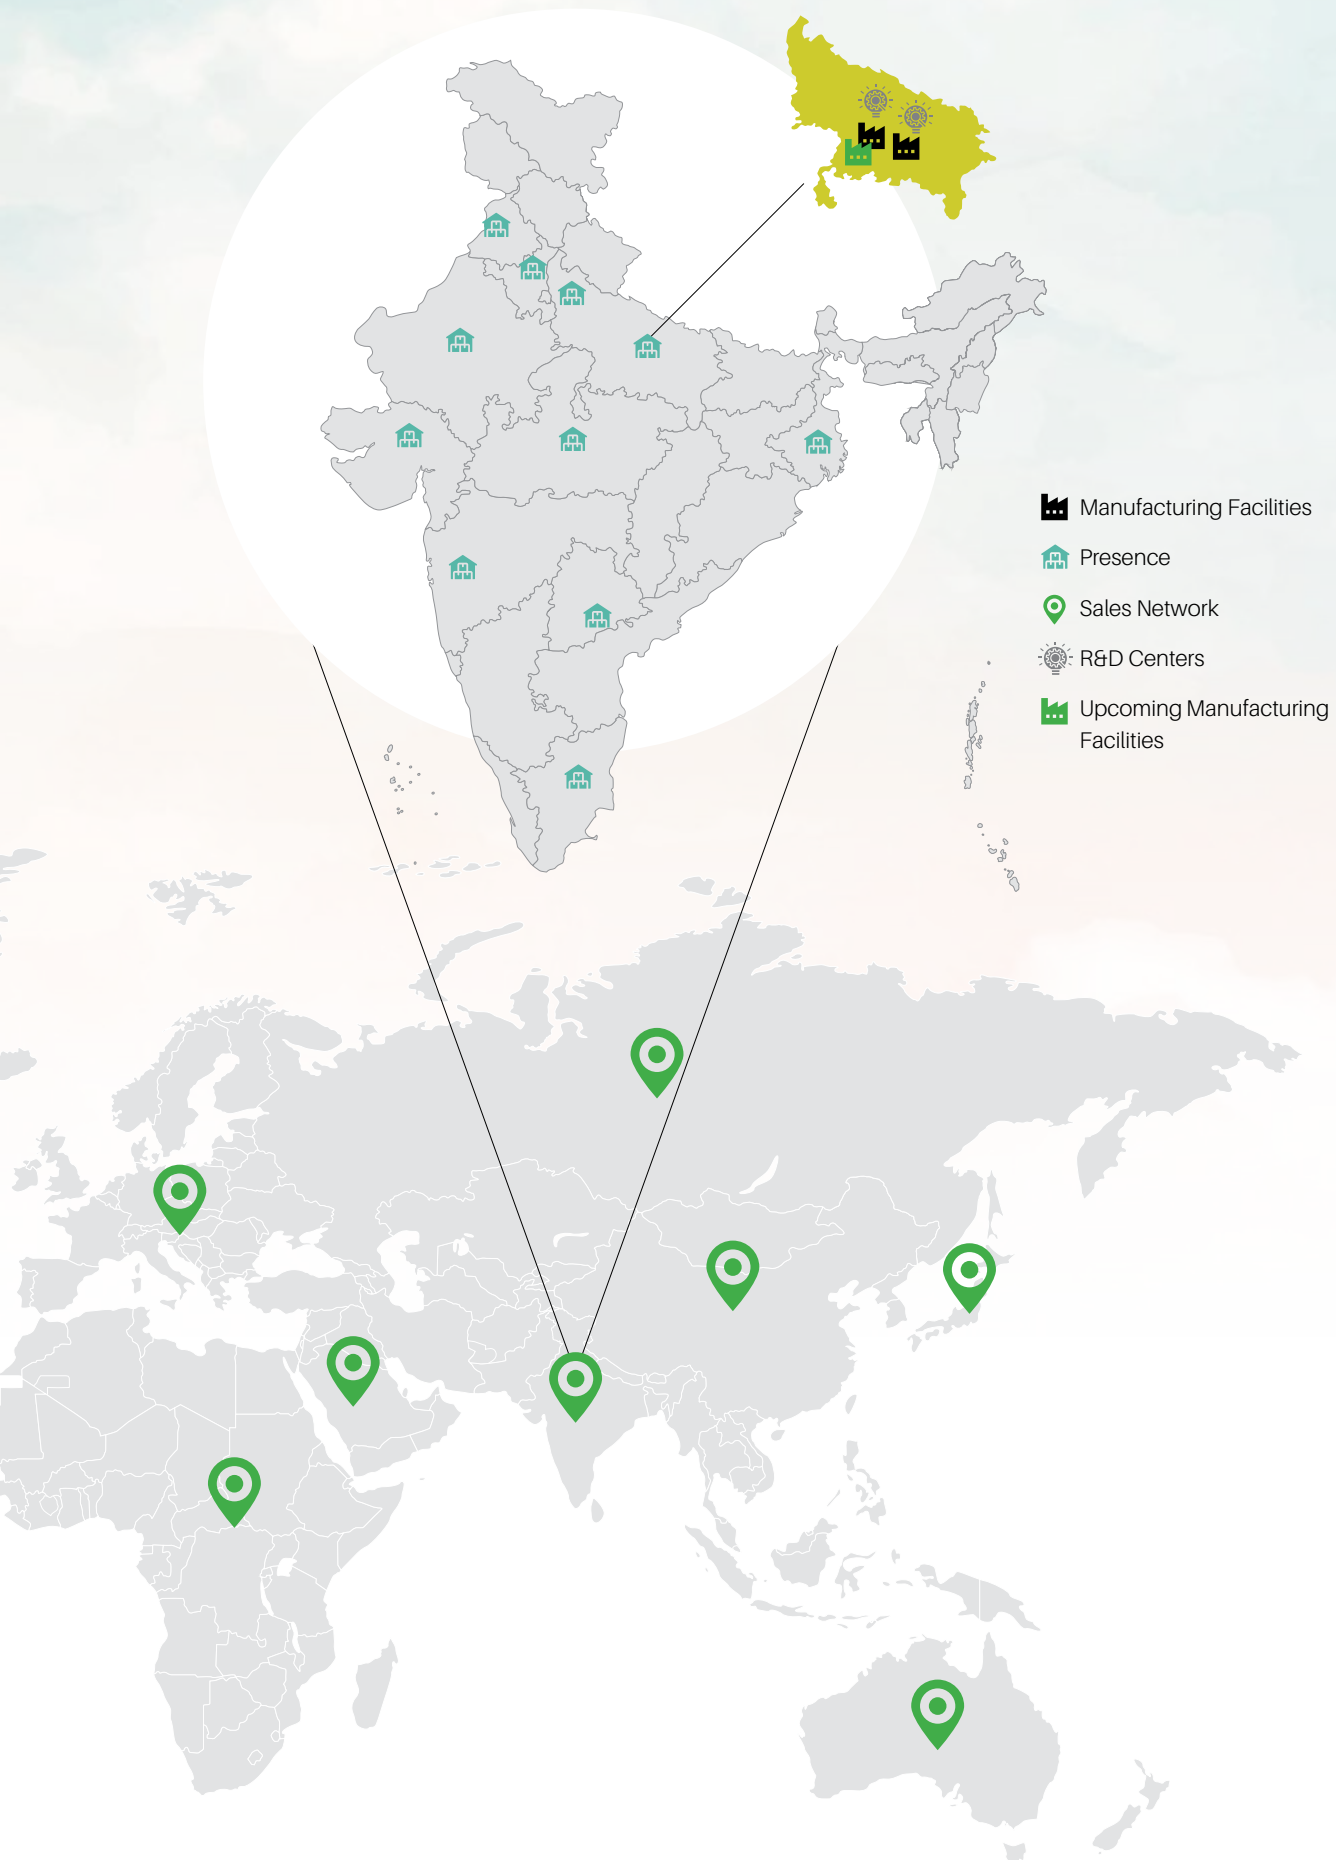 Manufacturing Facilities
Presence
Sales Network
R&D Centers
Upcoming Manufacturing
Facilities